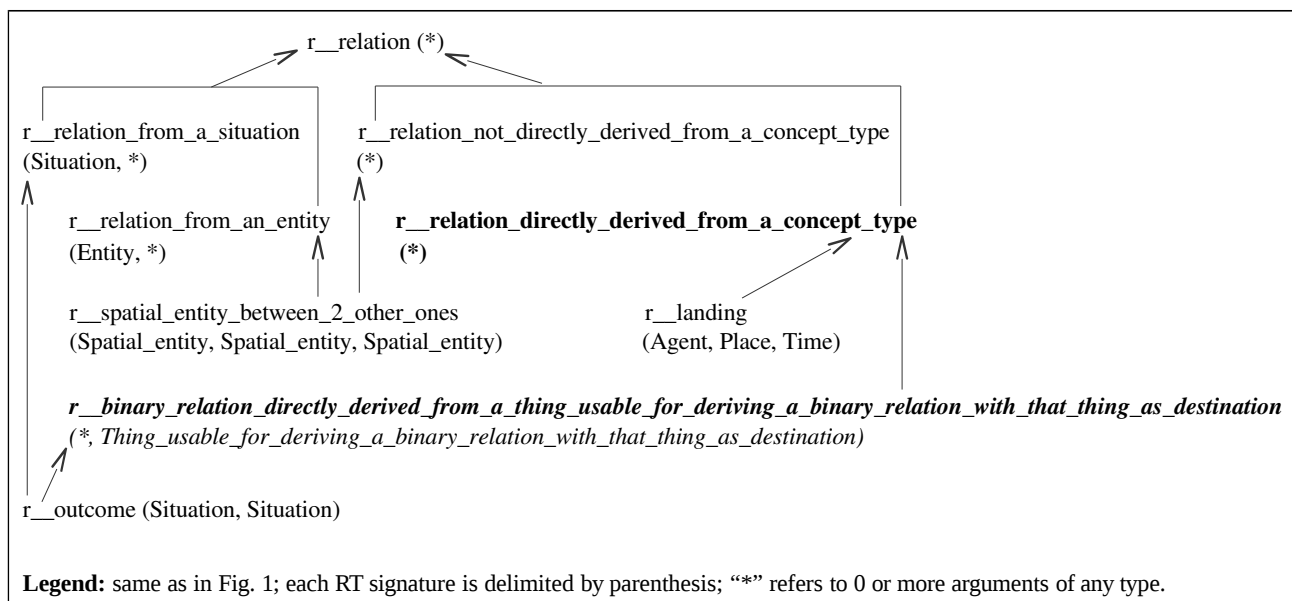 r__relation (*)
r__relation_from_a_situation
(Situation, *)
r__relation_not_directly_derived_from_a_concept_type
(*)
r__relation_from_an_entity
(Entity, *)
r__relation_directly_derived_from_a_concept_type
(*)
r__spatial_entity_between_2_other_ones
(Spatial_entity, Spatial_entity, Spatial_entity)
r__landing
(Agent, Place, Time)
r__binary_relation_directly_derived_from_a_thing_usable_for_deriving_a_binary_relation_with_that_thing_as_destination
(*, Thing_usable_for_deriving_a_binary_relation_with_that_thing_as_destination)
r__outcome (Situation, Situation)
Legend: same as in Fig. 1; each RT signature is delimited by parenthesis; “*” refers to 0 or more arguments of any type.